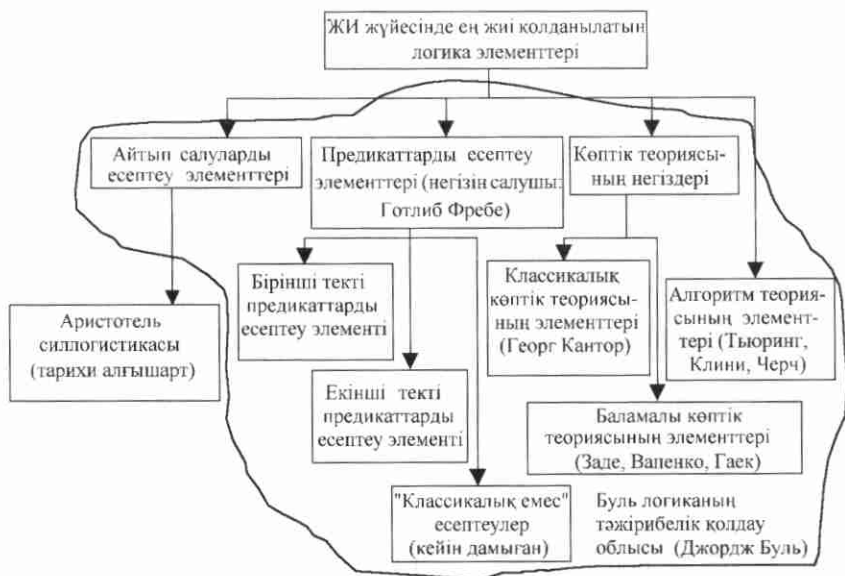 ЖИ жүйесінде ең жиі колданылатын
логика элементтері
Айтып салуларды
есептеу элементтері
Предикаттарды есептеу
элементтері (негізін салушы:
Готлиб Фребе)
Көптік теориясы-
ның негіздері
Аристотель
силлогистикасы
(тарихи алғышарт)
Бірінші текті
предикаттарды
есептеу элементі
Классикалық
көптік теориясы-
ның элементтері
(Георг Кантор)
Алгоритм теория-
сының элемент-
тері (Тьюринг,
Клини, Черч)
Екінші текті
предикаттарды
есептеу элементі
Баламалы көптік
теориясының элементтері
(Заде, Вапенко, Гаек)
"Классикалық емес"
есептеулер
(кейін дамыған)
Буль логиканың
тәжірибелік қолдау
облысы (Джордж Буль)